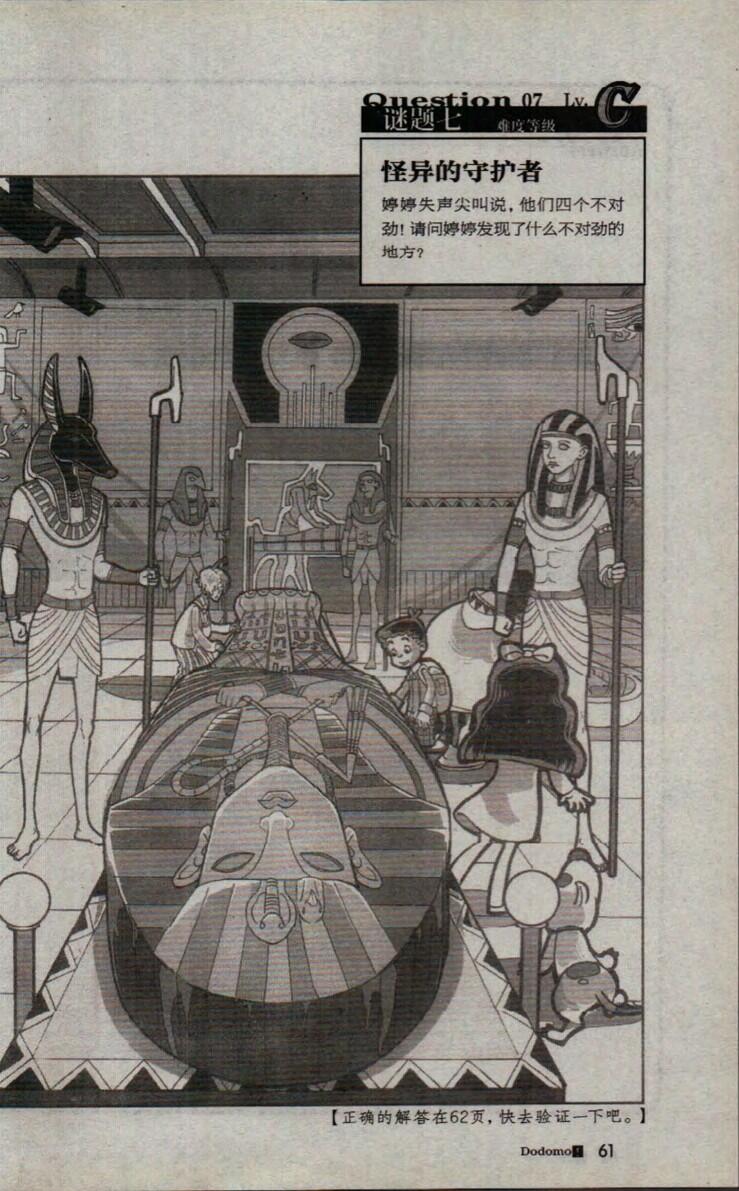 Question 07 Lv. C
谜题七 难度等级
怪异的守护者
婷婷失声尖叫说，他们四个不对
劲！请问婷婷发现了什么不对劲的
地方？
【正确的解答在62页，快去验证一下吧。】
Dodomo! 61